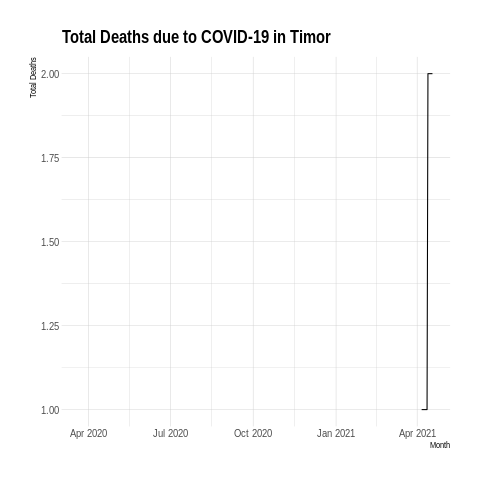 Total Deaths due to COVID-19 in Timor
Total Deaths
2.00
1.75
1.50
1.25
1.00
Apr 2020 Jul 2020 Oct 2020 Jan 2021 Apr 2021
Month